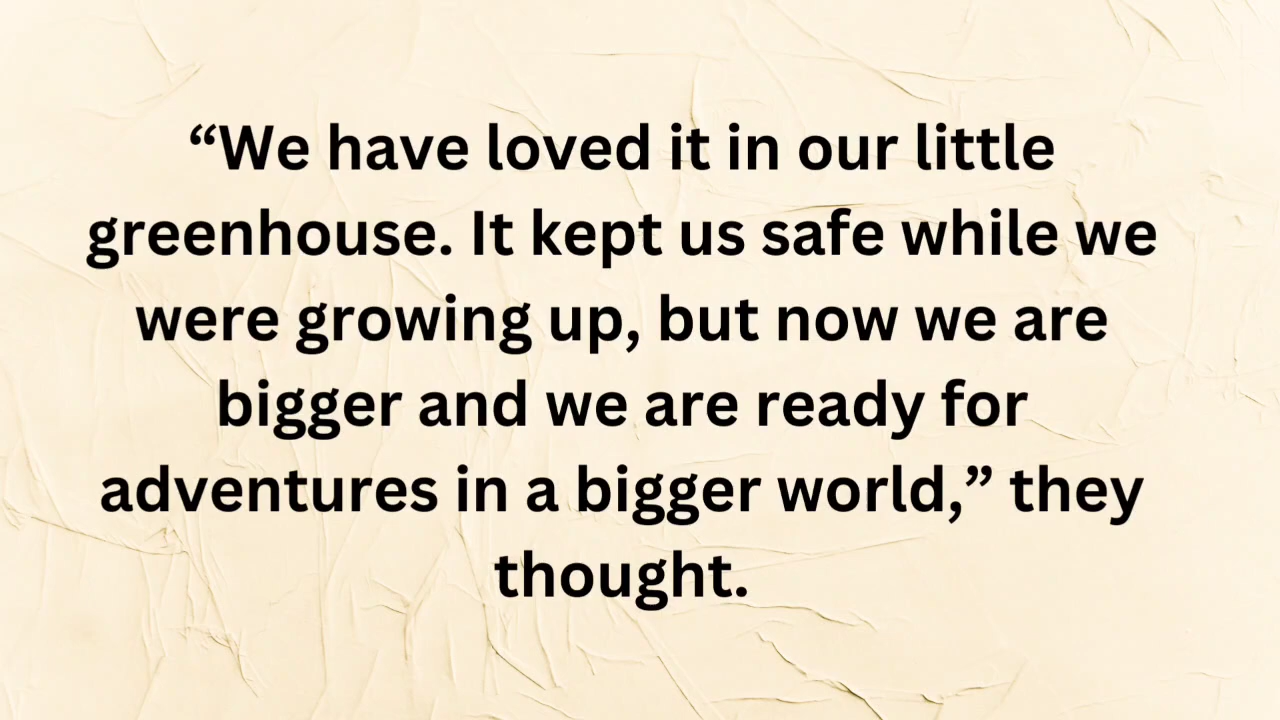 “We have loved it in our little
greenhouse. It kept us safe while we
were growing up, but now we are
bigger and we are ready for
adventures in a bigger world,” they
thought.